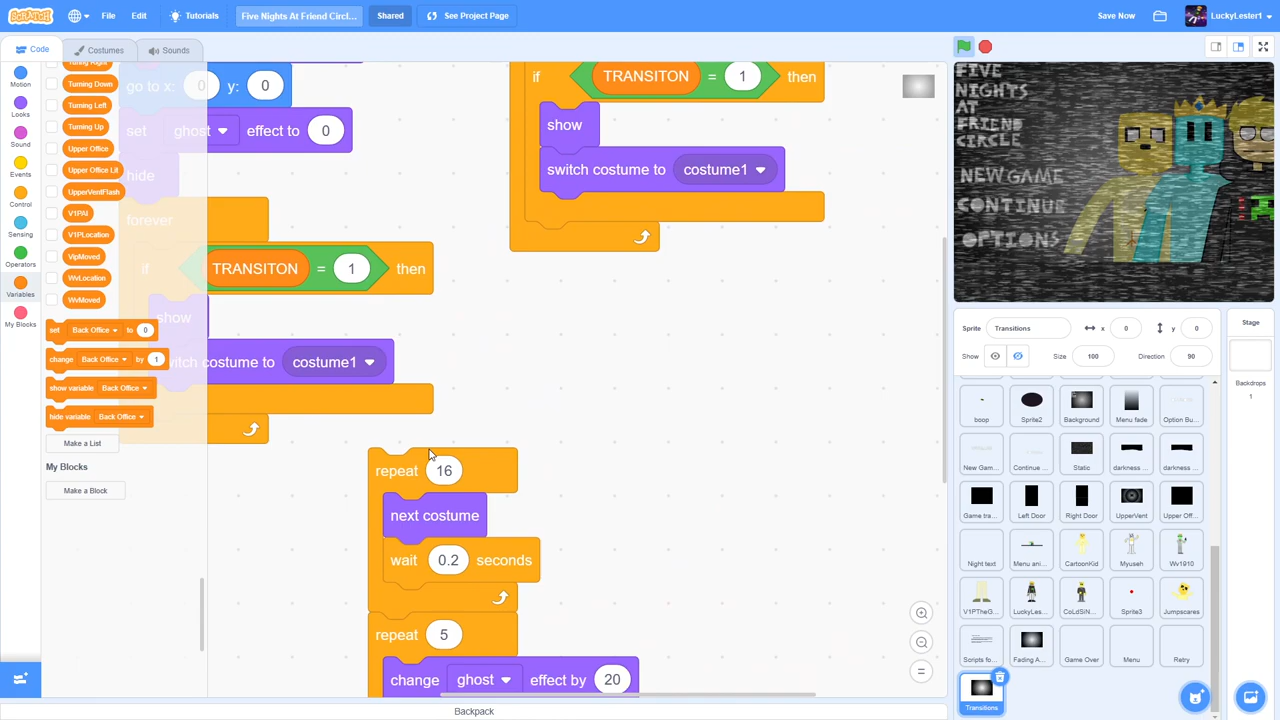 SCRATCH
File
Edit
Tutorials
Five Nights At Friend Circl...
Shared
See Project Page
Save Now
LuckyLester1
Code
Costumes
Sounds
Motion
Looks
Sound
Events
Control
Sensing
Operators
Variables
My Blocks
Turning Right
Turning Down
Turning Left
Turning Up
Upper Office
Upper Office Lit
UpperVentFlash
V1PAi
V1PLocation
VipMoved
WvLocation
WvMoved
set Back Office to 0
change Back Office by 1
show variable Back Office
hide variable Back Office
Make a List
My Blocks
Make a Block
go to x: 0 y: 0
set ghost effect to 0
hide
forever
if TRANSITON = 1 then
show
switch costume to costume1
if TRANSITON = 1 then
show
switch costume to costume1
repeat 16
next costume
wait 0.2 seconds
repeat 5
change ghost effect by 20
Backpack
FIVE
NIGHTS
AT
FRIEND
CIRCLE
NEW GAME
CONTINUE
OPTIONS
Sprite Transitions x 0 y 0
Show Size 100 Direction 90
Stage
Backdrops
1
boop Sprite2 Background Menu fade Option Bu...
New Gam... Continue ... Static darkness ... darkness ...
Game tra... Left Door Right Door UpperVent Upper Off...
Night text Menu ani... CartoonKid Myuseh Wv1910
V1PTheG... LuckyLes... CoLdSiN... Sprite3 Jumpscares
Scripts fo... Fading A... Game Over Menu Retry
Transitions